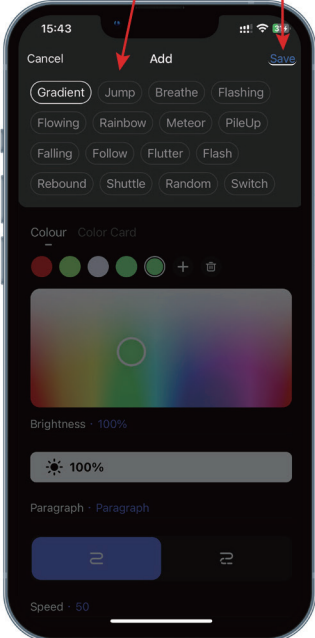 15:43
Cancel Add Save
Gradient Jump Breathe Flashing
Flowing Rainbow Meteor PileUp
Falling Follow Flutter Flash
Rebound Shuttle Random Switch
Colour Color Card
Brightness · 100%
100%
Paragraph · Paragraph
Speed · 50